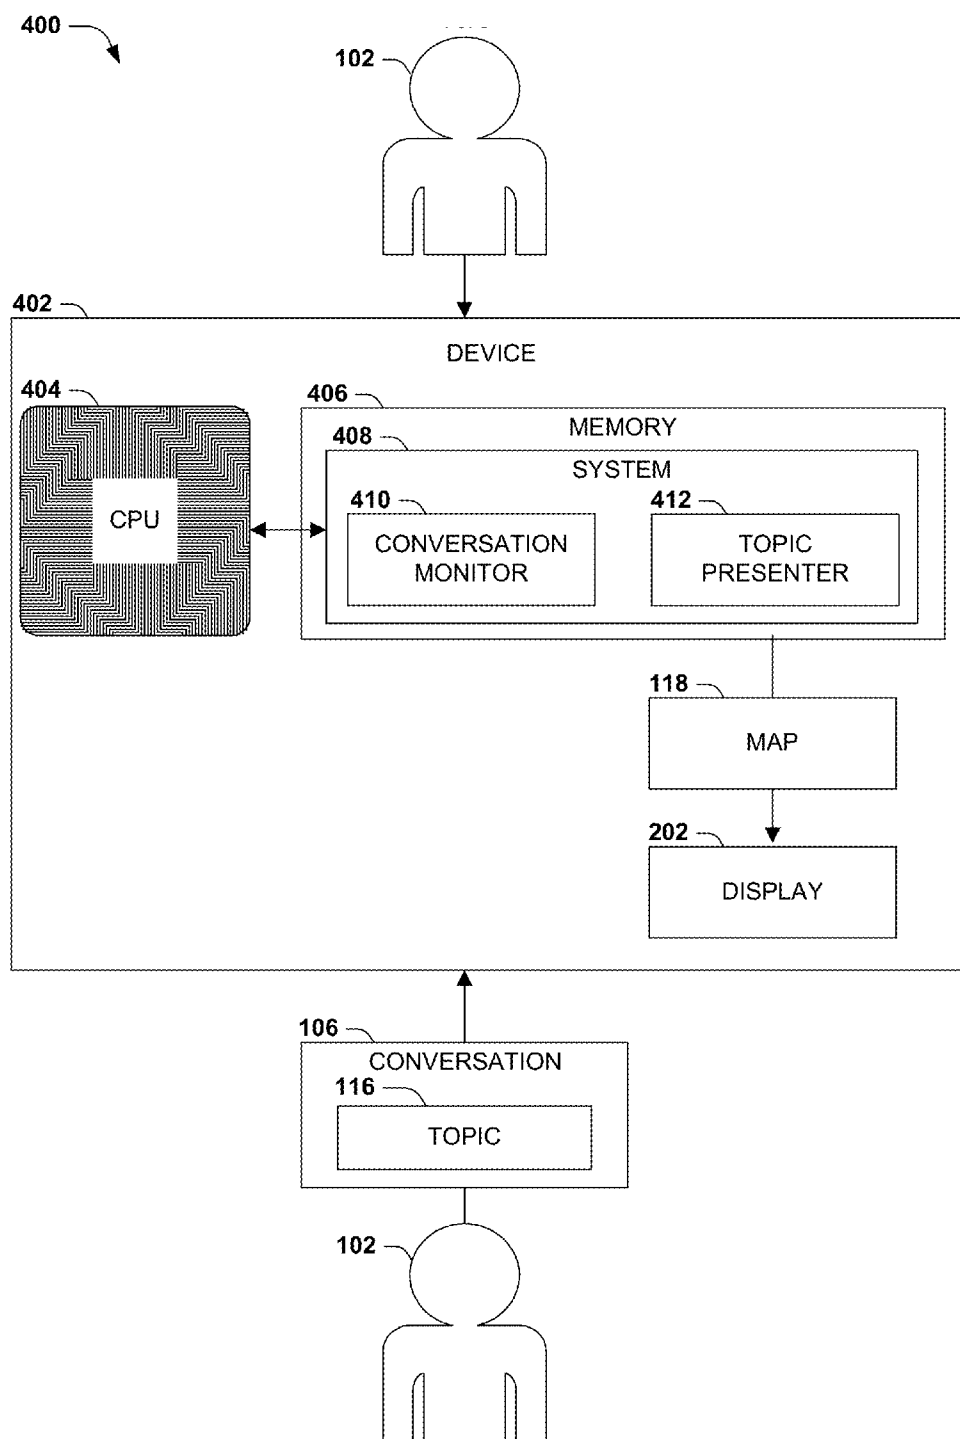 400
102
402
DEVICE
404
406
MEMORY
408
SYSTEM
410
412
CPU
CONVERSATION
MONITOR
TOPIC
PRESENTER
118
MAP
202
DISPLAY
106
CONVERSATION
116
TOPIC
102